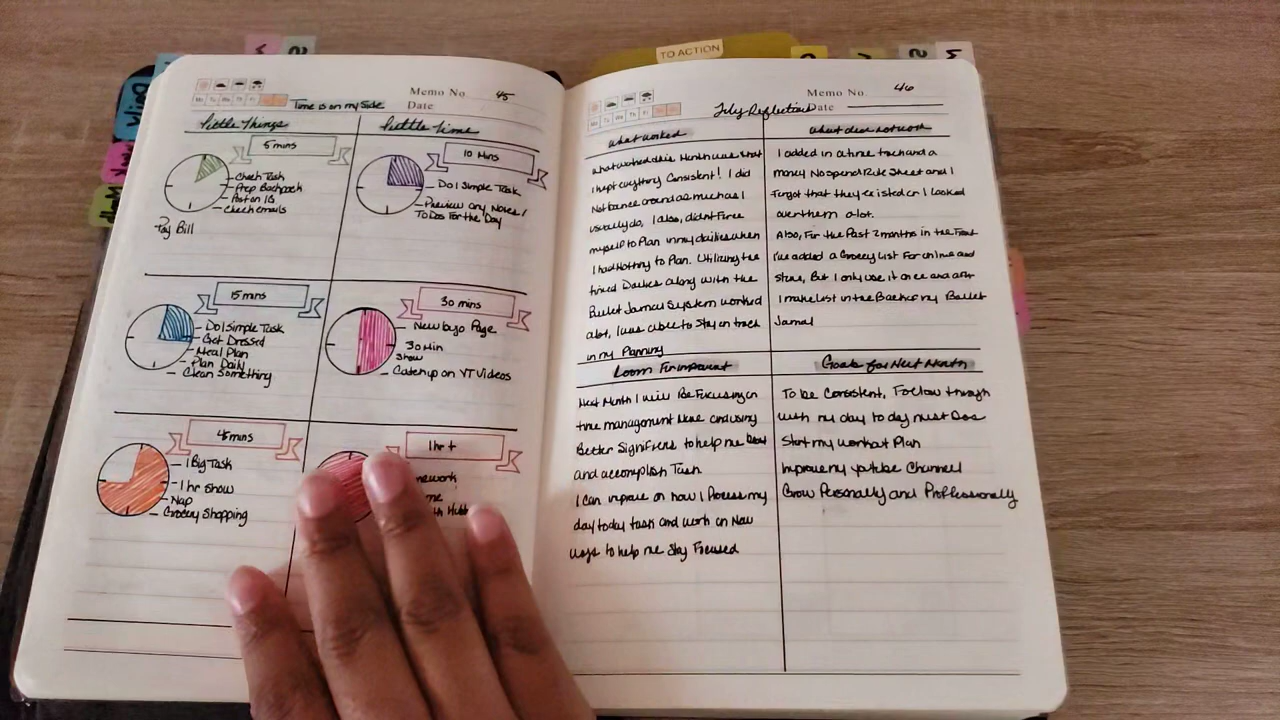 TO ACTION
Memo No. 45
Date
Time is on my Side
Little Things
Little Time
5 mins
Check Task
Prep Backpack
Post on IG
Check emails
Pay Bill
10 Mins
Do 1 Simple Task
Preview any Notes/
To Dos For the Day
15 mins
Do 1 Simple Task
Get Dressed
Meal Plan
Plan Daily
Clean Something
30 mins
New bujo Page
30 Min
Show
Catch up on YT Videos
45 mins
1 Big Task
1 hr show
Nap
Grocery Shopping
1 hr +
Memo No. 46
Date
July Reflection
What worked
What worked this Month was that
I kept everything Consistent! I did
Not bounce around as much as I
usually do, I also, didnt Force
myself to Plan in my dailies when
I had Nothing to Plan. Utilizing the
Dailies along with the
Bullet Journal System worked
alot, I was able to Stay on track
in my Planning
What did not work
I added in a time track and a
money No spend Rule Sheet and I
Forgot that they existed or I looked
over them alot.
Also, For the Past 2 months in the Front
I've added a Grocery List For online and
store, But I only use it once and after
I make list in the Back of my Bullet
Room For
Next Month I will Be Focusing on
time management More and using
Better Signifiers to help me
and accomplish Task
I can improve on how I Process my
day to day task and work on New
ways to help me Stay Focused
Goals for Next Month
To be Consistent, Follow through
with my day to day must Dos
Start my workout Plan
Improve my youtube Channel
Grow Personally and Professionally